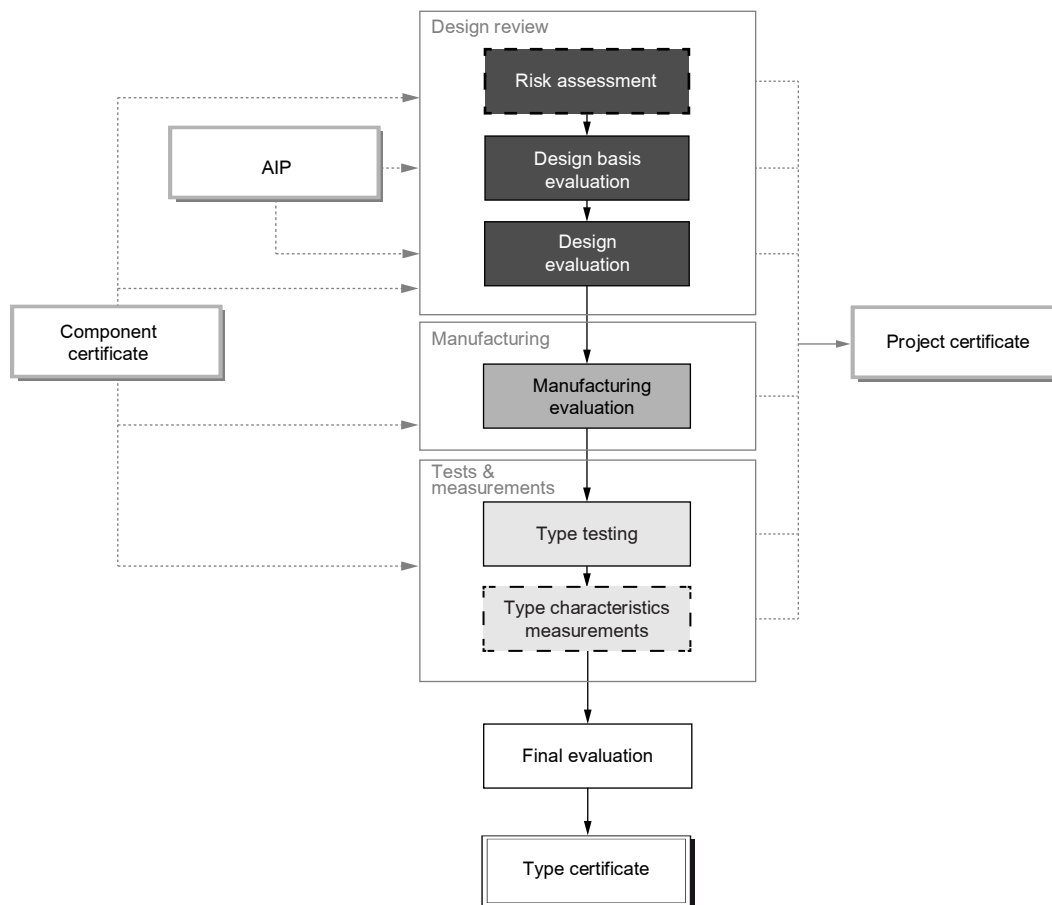 Design review
Risk assessment
Design basis
evaluation
AIP
Design
evaluation
Component
certificate
Manufacturing
Manufacturing
evaluation
Project certificate
Tests &
measurements
Type testing
Type characteristics
measurements
Final evaluation
Type certificate